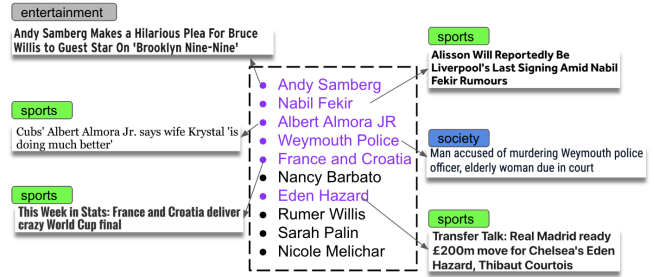 entertainment
Andy Samberg Makes a Hilarious Plea For Bruce
Willis to Guest Star On 'Brooklyn Nine-Nine'
sports
Cubs' Albert Almora Jr. says wife Krystal 'is
doing much better'
sports
This Week in Stats: France and Croatia deliver
crazy World Cup final
Andy Samberg
Nabil Fekir
Albert Almora JR
Weymouth Police
France and Croatia
Nancy Barbato
Eden Hazard
Rumer Willis
Sarah Palin
Nicole Melichar
sports
Alisson Will Reportedly Be
Liverpool's Last Signing Amid Nabil
Fekir Rumours
society
Man accused of murdering Weymouth police
officer, elderly woman due in court
sports
Transfer Talk: Real Madrid ready
£200m move for Chelsea's Eden
Hazard, Thibaut Courtois